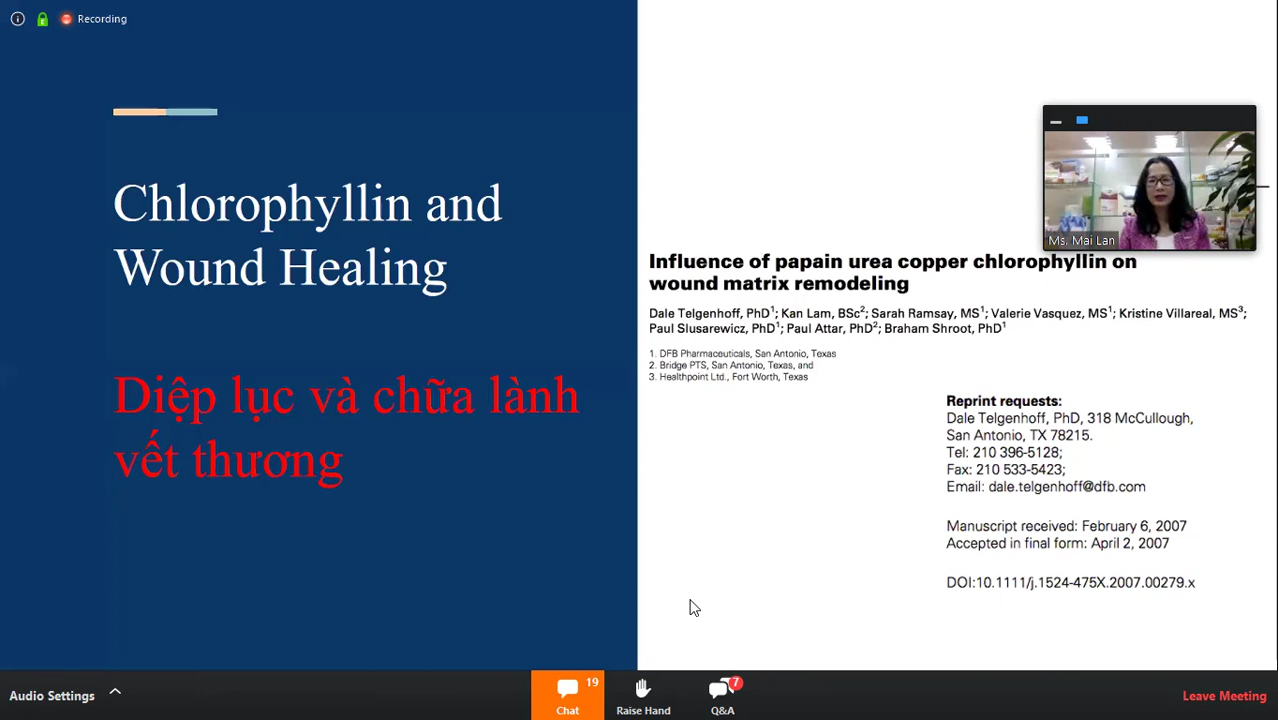 Recording
Chlorophyllin and
Wound Healing
Diệp lục và chữa lành
vết thương
Ms. Mai Lan
Influence of papain urea copper chlorophyllin on
wound matrix remodeling
Dale Telgenhoff, PhD1; Kan Lam, BSc2; Sarah Ramsay, MS1; Valerie Vasquez, MS1; Kristine Villareal, MS3;
Paul Slusarewicz, PhD1; Paul Attar, PhD2; Braham Shroot, PhD1
1. DFB Pharmaceuticals, San Antonio, Texas
2. Bridge PTS, San Antonio, Texas, and
3. Healthpoint Ltd., Fort Worth, Texas
Reprint requests:
Dale Telgenhoff, PhD, 318 McCullough,
San Antonio, TX 78215.
Tel: 210 396-5128;
Fax: 210 533-5423;
Email: dale.telgenhoff@dfb.com
Manuscript received: February 6, 2007
Accepted in final form: April 2, 2007
DOI:10.1111/j.1524-475X.2007.00279.x
Audio Settings
19
Chat
Raise Hand
7
Q&A
Leave Meeting